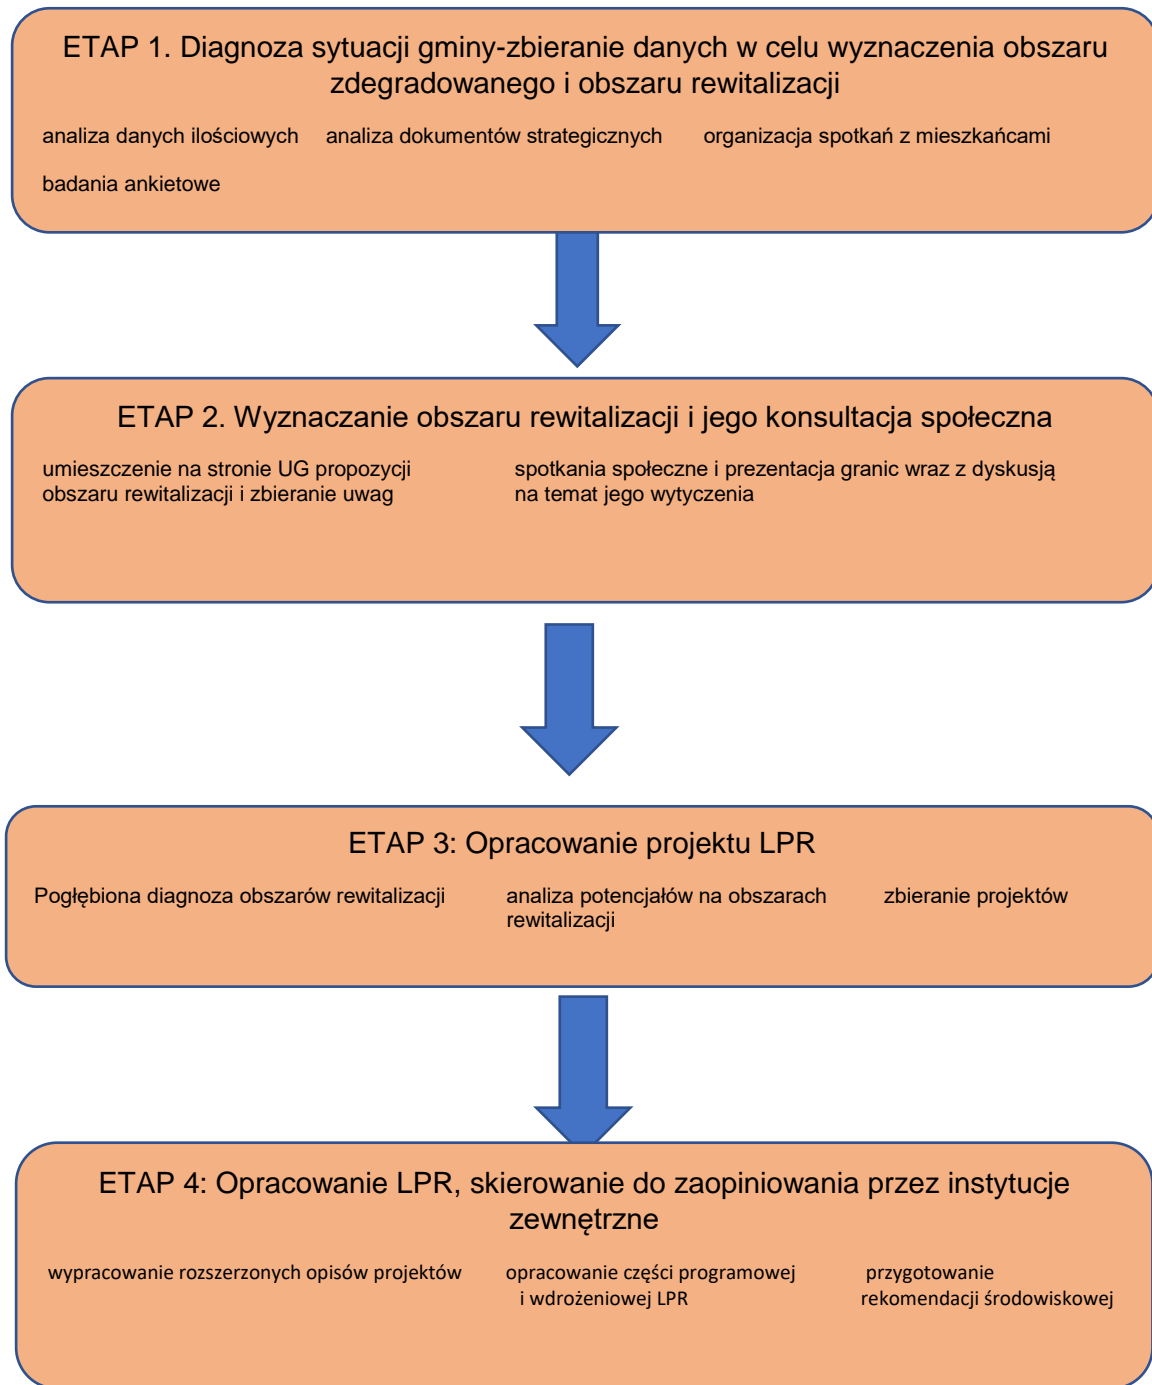 ETAP 1. Diagnoza sytuacji gminy-zbieranie danych w celu wyznaczenia obszaru
zdegradowanego i obszaru rewitalizacji
analiza danych ilościowych analiza dokumentów strategicznych organizacja spotkań z mieszkańcami
badania ankietowe
ETAP 2. Wyznaczanie obszaru rewitalizacji i jego konsultacja społeczna
umieszczenie na stronie UG propozycji
obszaru rewitalizacji i zbieranie uwag
spotkania społeczne i prezentacja granic wraz z dyskusją
na temat jego wytyczenia
ETAP 3: Opracowanie projektu LPR
Pogłębiona diagnoza obszarów rewitalizacji
analiza potencjałów na obszarach
rewitalizacji
zbieranie projektów
ETAP 4: Opracowanie LPR, skierowanie do zaopiniowania przez instytucje
zewnętrzne
wypracowanie rozszerzonych opisów projektów
opracowanie części programowej
i wdrożeniowej LPR
przygotowanie
rekomendacji środowiskowej